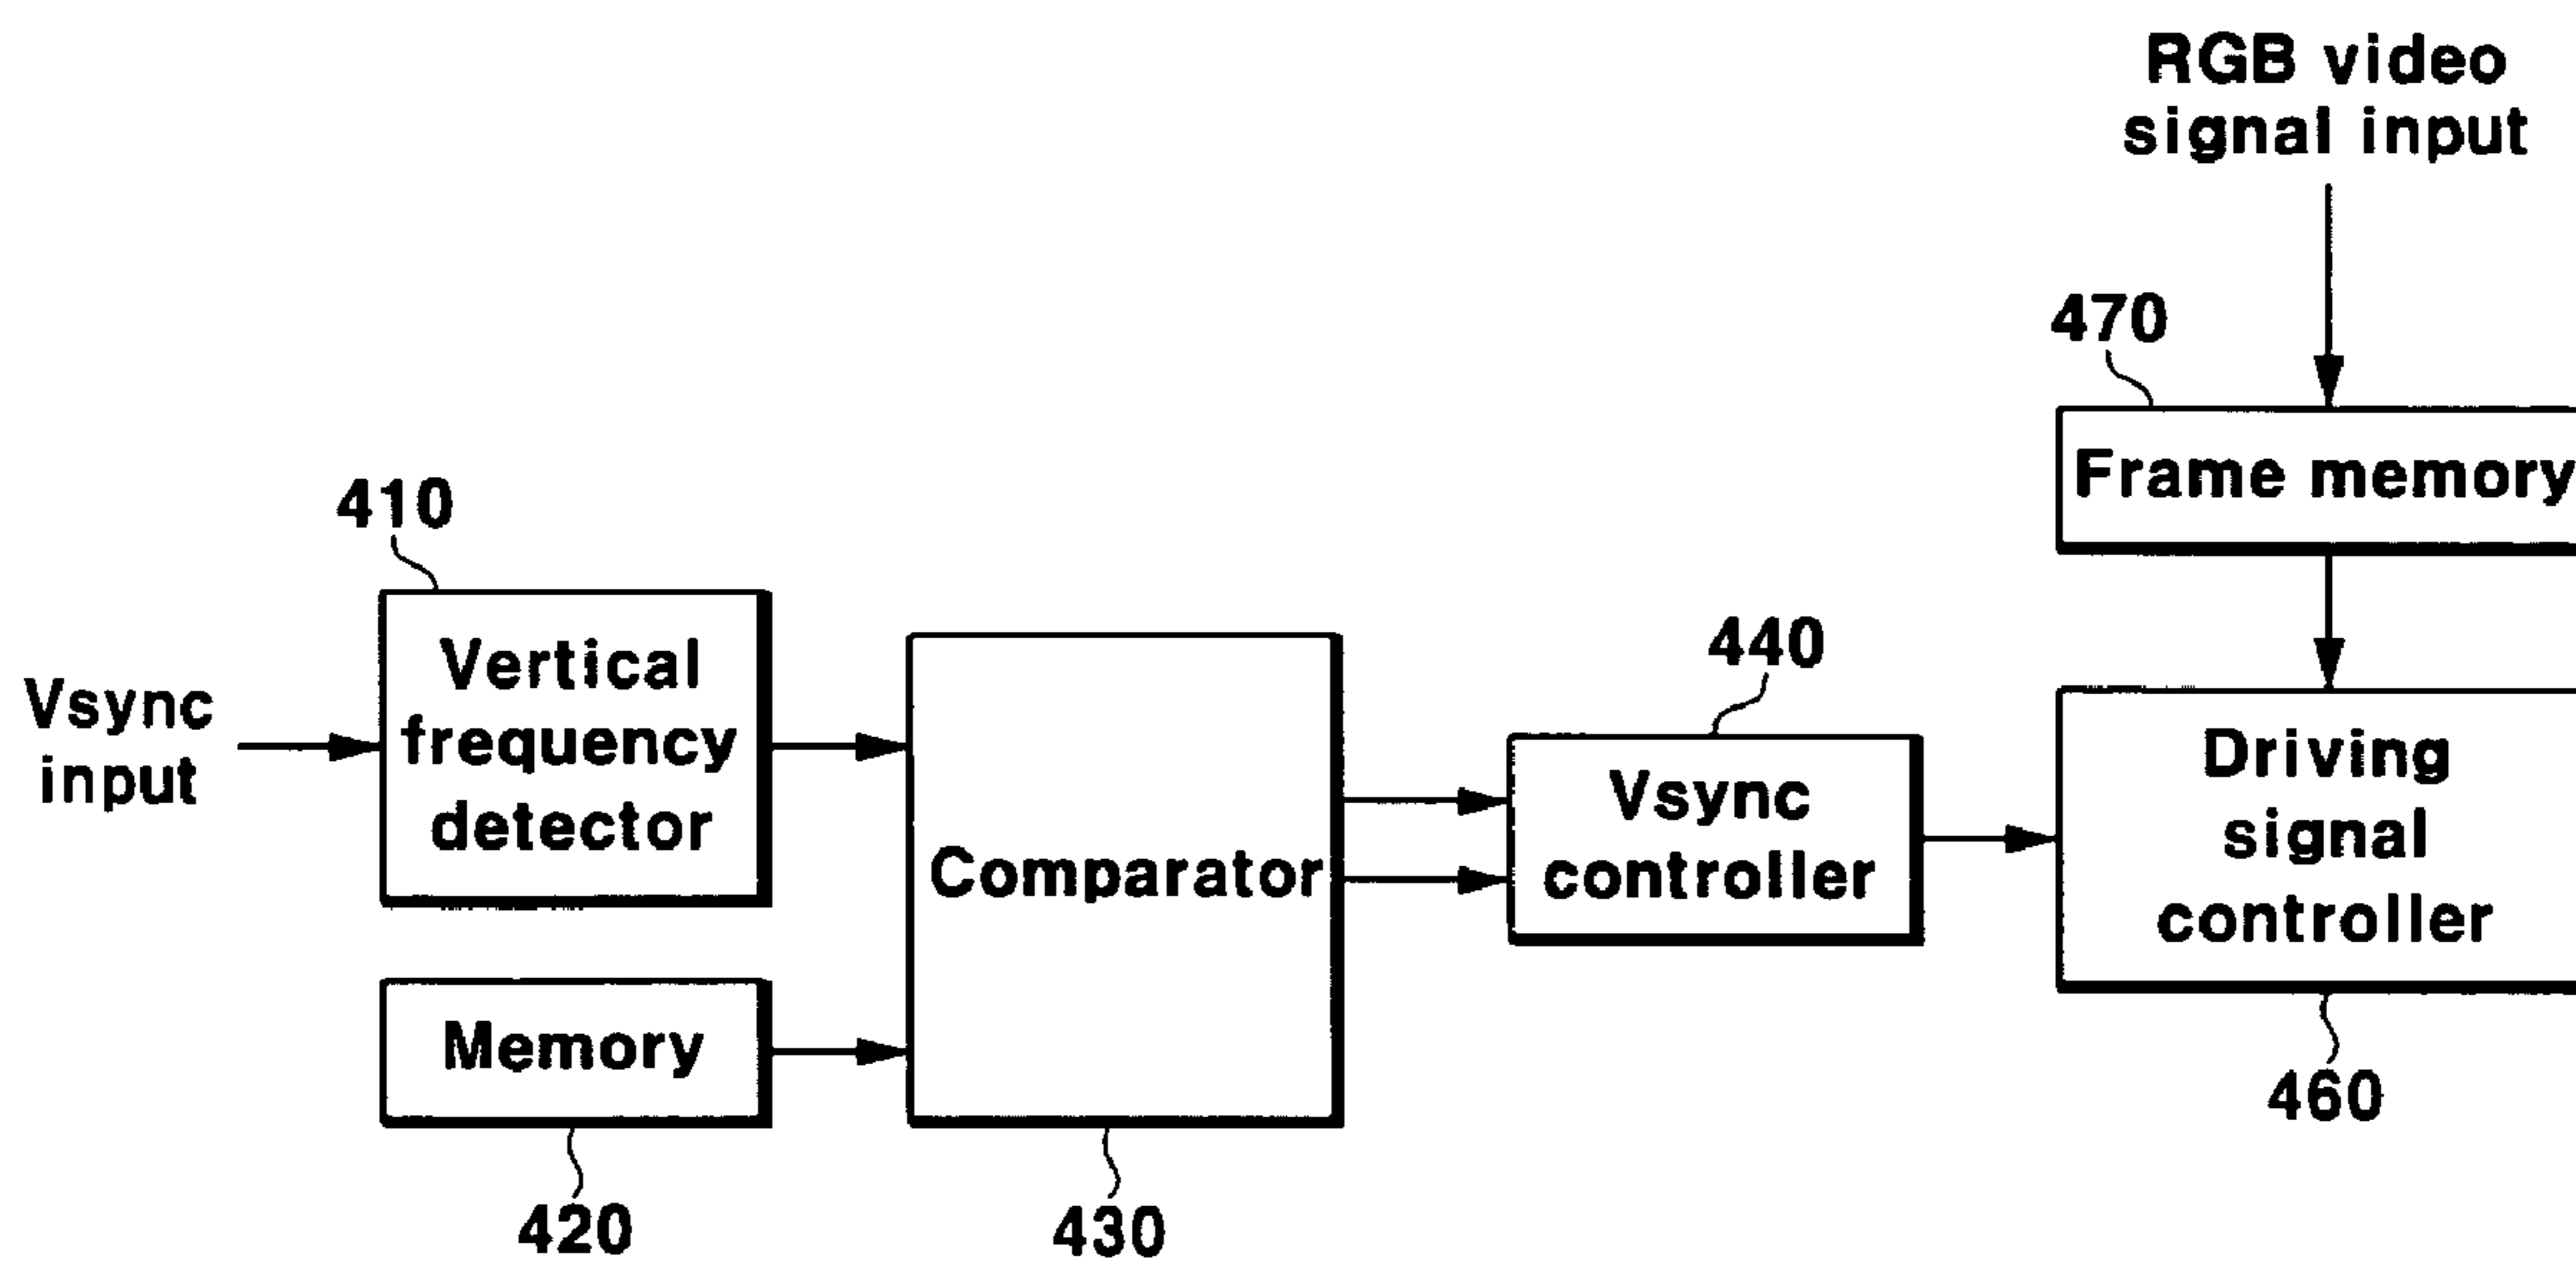 RGB video
signal input
470
Frame memory
410
Vertical
frequency
detector
Vsync
input
440
Comparator
Vsync
controller
Driving
signal
controller
Memory
460
420
430